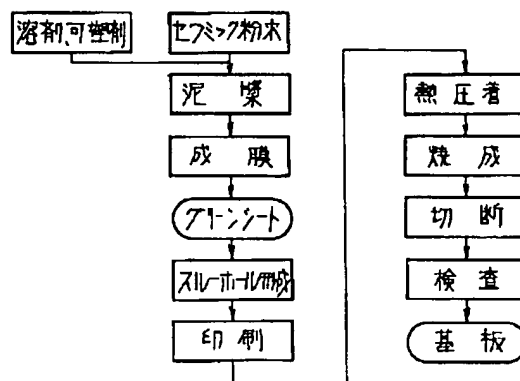 溶剤、可塑剤
セラミック粉末
泥 漿
成 膜
グリーンシート
スルーホール形成
印 刷
熱 圧 着
焼 成
切 断
検 査
基 板